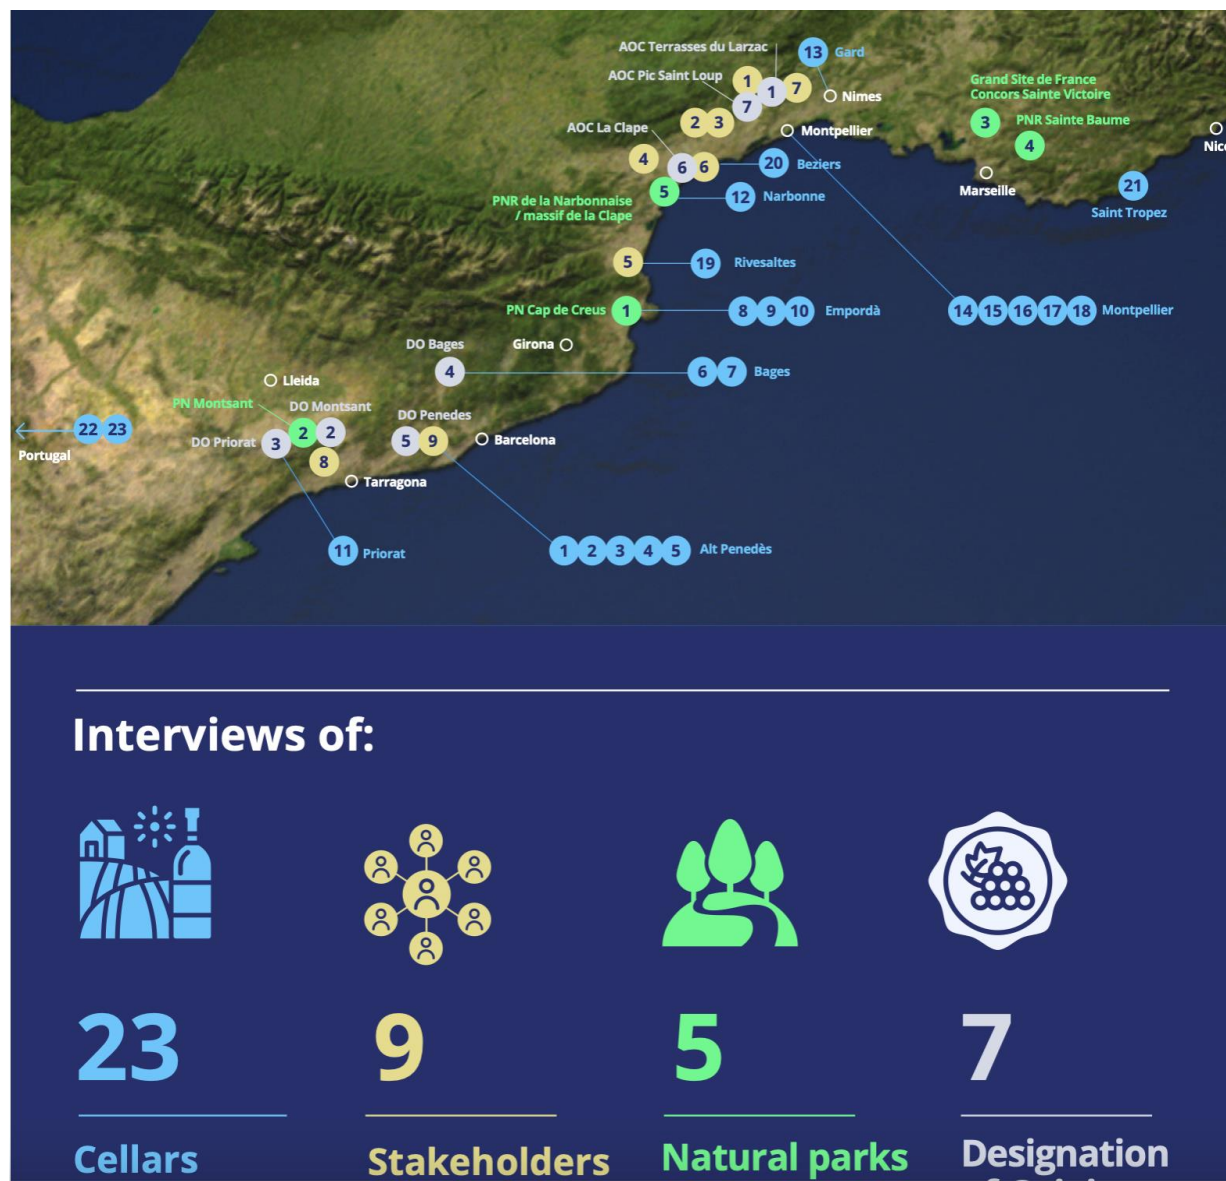 AOC Terrasses du Larzac
13 Gard
AOC Pic Saint Loup
1
1
7
7
Nimes
Grand Site de France
Concors Sainte Victoire
3
PNR Sainte Baume
4
2 3
Montpellier
AOC La Clape
Marseille
4
6 6
20 Beziers
21
Saint Tropez
5
PNR de la Narbonnaise
/ massif de la Clape
12 Narbonne
5
19 Rivesaltes
PN Cap de Creus
1
8 9 10 Empordà
14 15 16 17 18 Montpellier
DO Bages
Girona
4
6 7 Bages
Lleida
PN Montsant
DO Montsant
DO Penedes
22 23
Portugal
DO Priorat
3
2 2
5 9
Barcelona
8
Tarragona
11 Priorat
1 2 3 4 5 Alt Penedès
Interviews of:
23
9
5
7
Cellars
Stakeholders
Natural parks
Designation